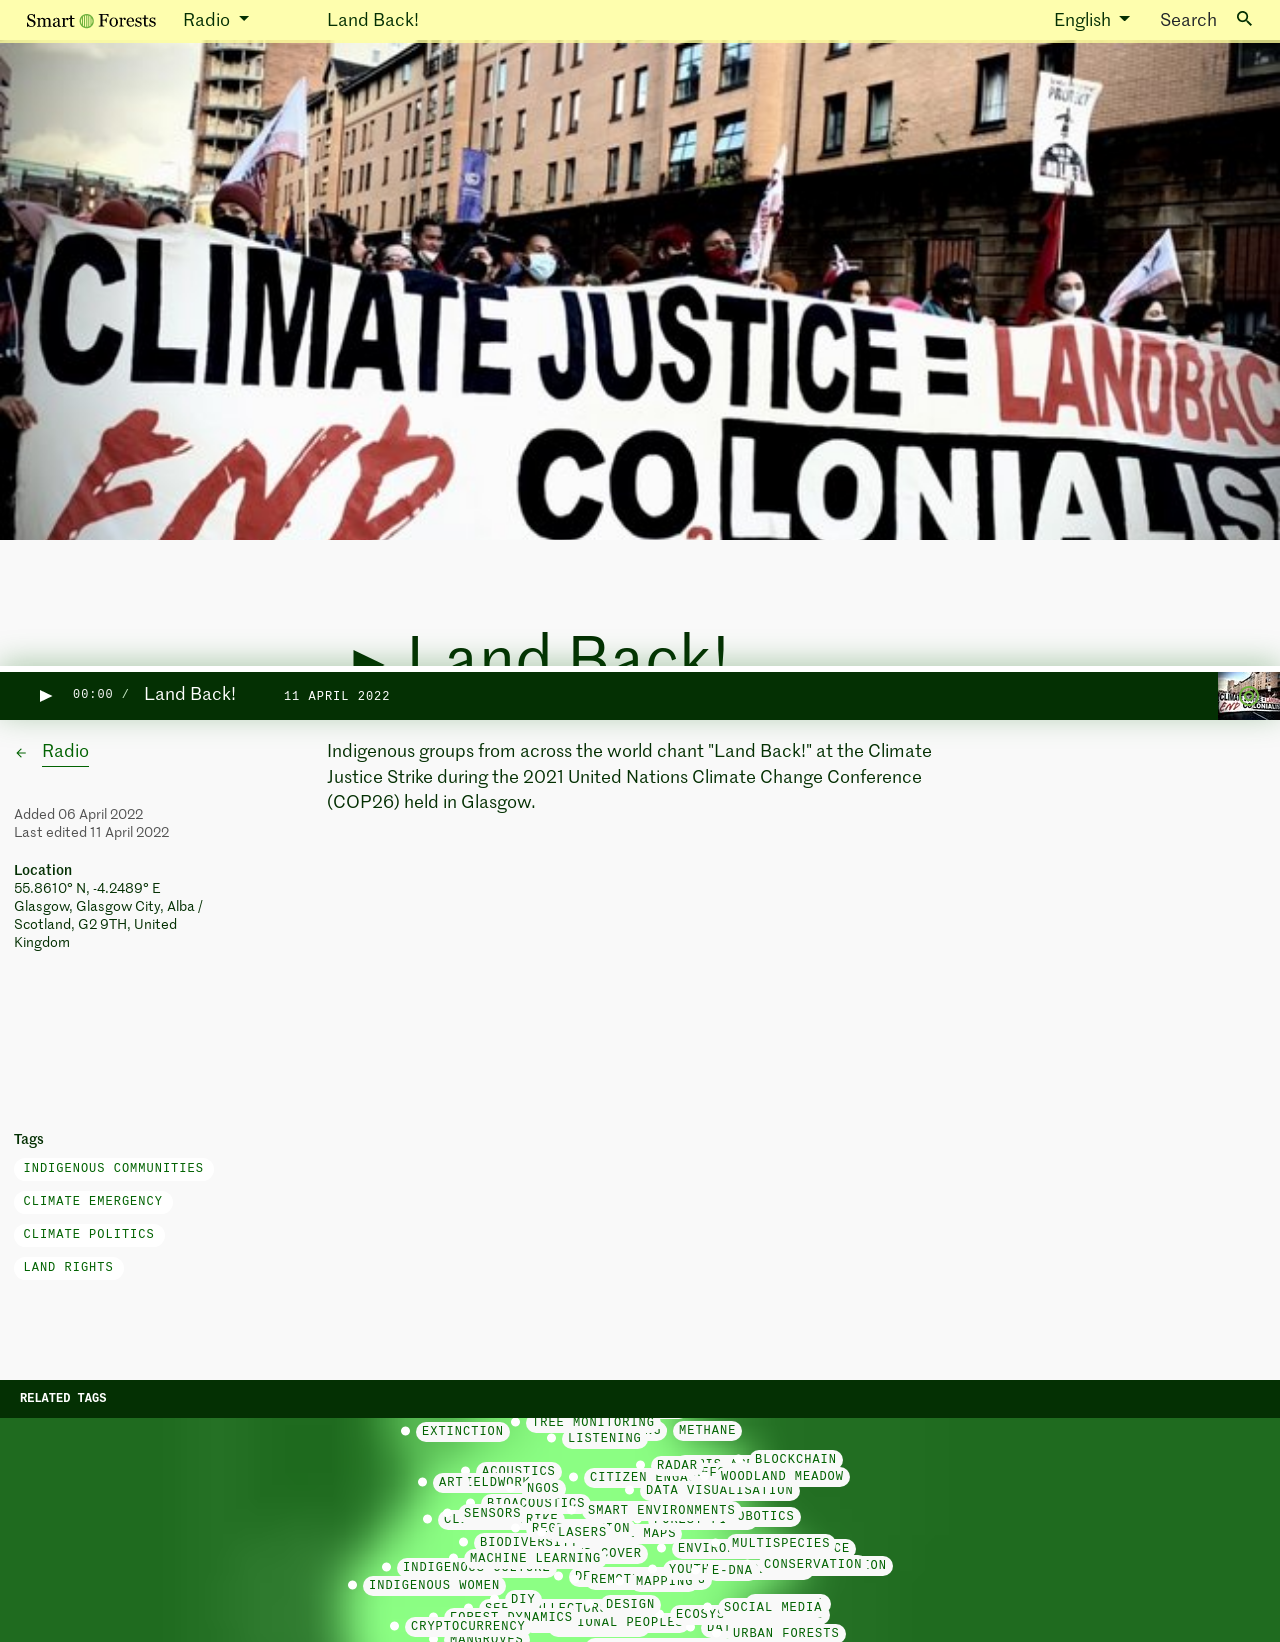 Smart Forests Radio Land Back! English Search
PROTECT
CLIMATE JUSTICE = LANDBAC
END COLONIALIS
▶ Land Back!
▶ 00:00 / Land Back! 11 APRIL 2022
← Radio
Indigenous groups from across the world chant "Land Back!" at the Climate
Justice Strike during the 2021 United Nations Climate Change Conference
(COP26) held in Glasgow.
Added 06 April 2022
Last edited 11 April 2022
Location
55.8610° N, -4.2489° E
Glasgow, Glasgow City, Alba /
Scotland, G2 9TH, United
Kingdom
Tags
INDIGENOUS COMMUNITIES
CLIMATE EMERGENCY
CLIMATE POLITICS
LAND RIGHTS
RELATED TAGS
TREE MONITORING
EXTINCTION
METHANE
LISTENING
BLOCKCHAIN
RADAR
ACOUSTICS
WOODLAND MEADOW
CITIZEN
NGOS
DATA VISUALISATION
BIOACOUSTICS
SENSORS
SMART ENVIRONMENTS
LASERS
MAPS
BIODIVERSITY
MULTISPECIES
COVER
MACHINE LEARNING
CONSERVATION
INDIGENOUS CULTURE
YOUTH
E-DNA
MAPPING
INDIGENOUS WOMEN
DIY
DESIGN
SOCIAL MEDIA
FOREST DYNAMICS
CRYPTOCURRENCY
URBAN FORESTS
MANGROVES